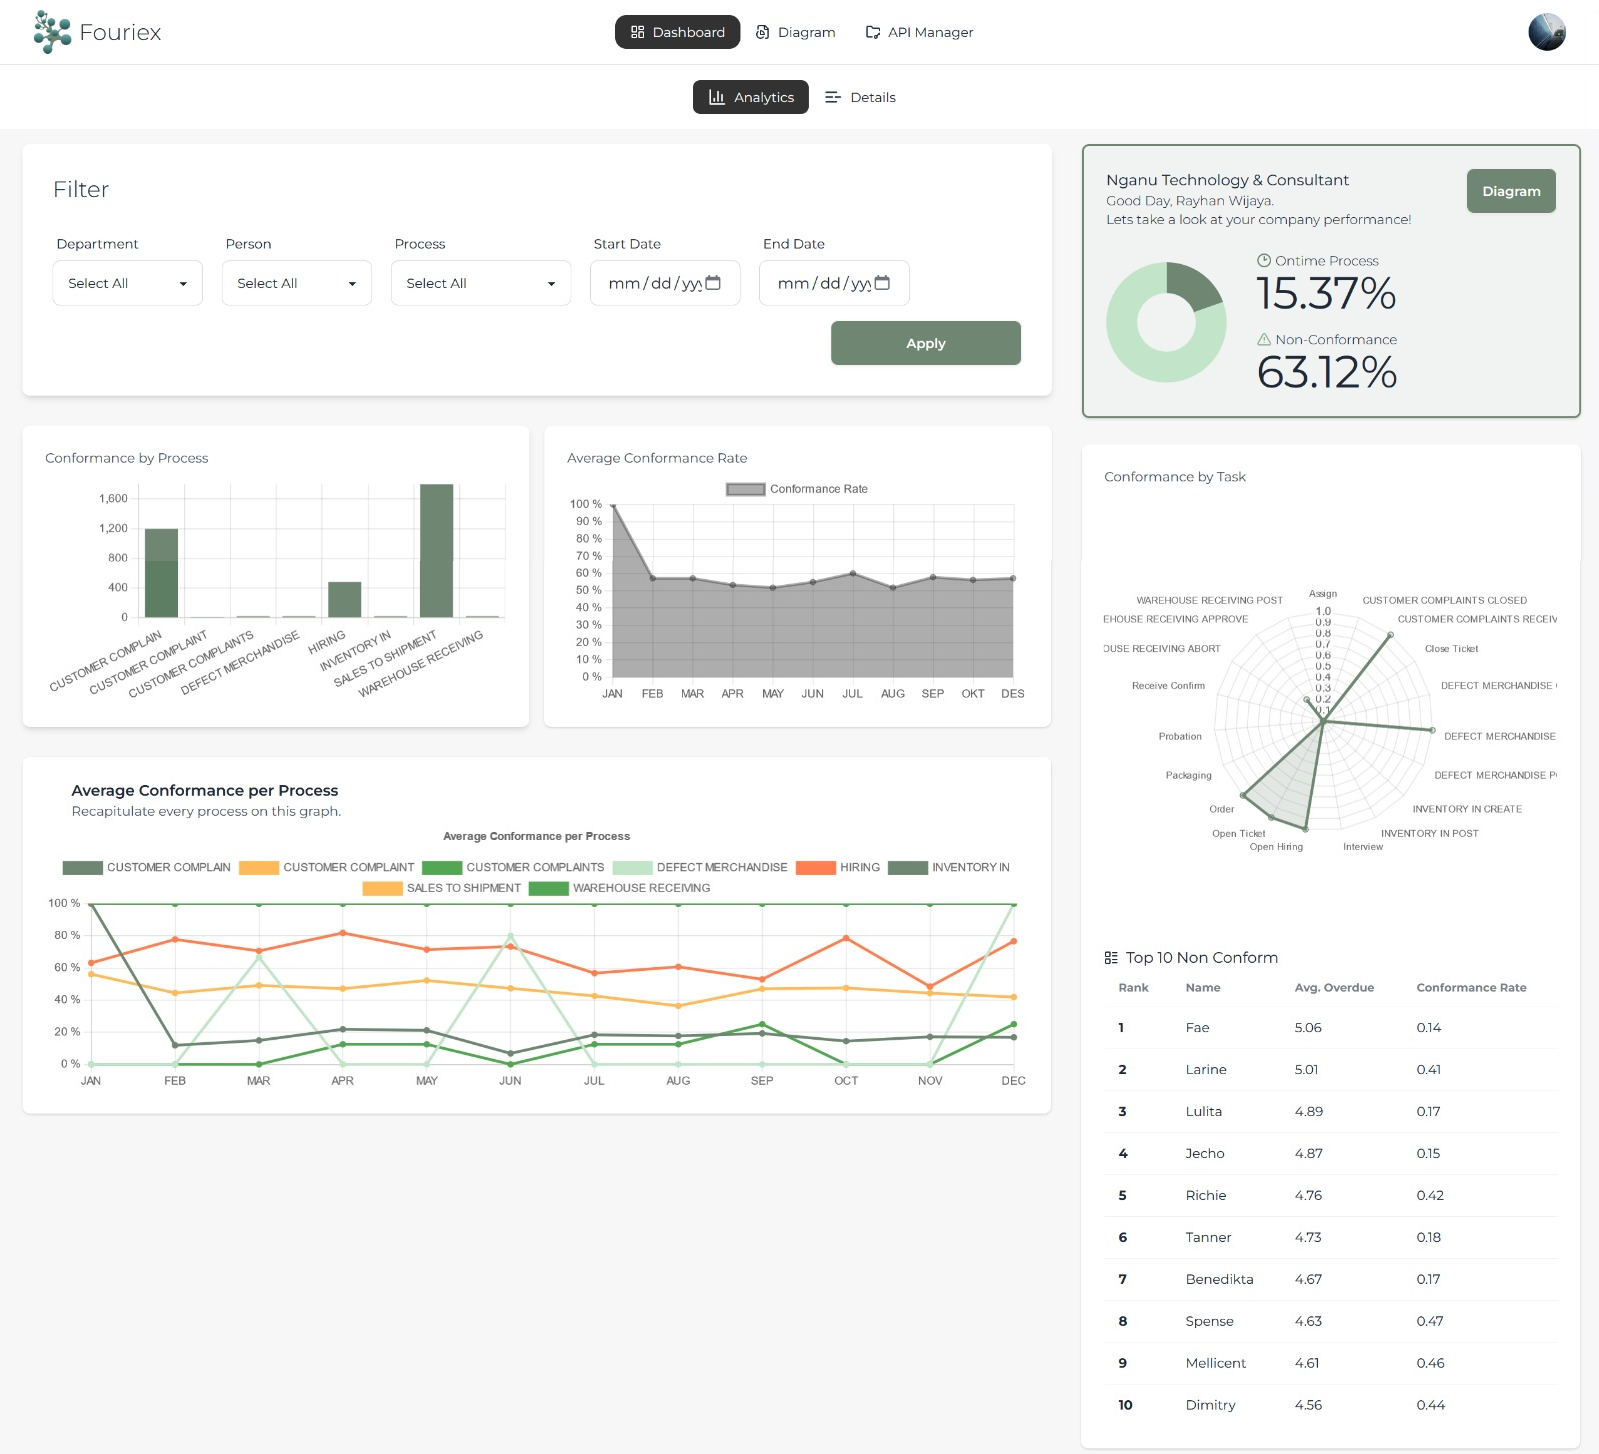 Fouriex
Dashboard
Diagram
API Manager
Analytics
Details
Filter
Department
Person
Process
Start Date
End Date
Select All
Select All
Select All
mm/dd/yy
mm/dd/yy
Apply
Nganu Technology & Consultant
Good Day, Rayhan Wijaya.
Lets take a look at your company performance!
Diagram
Ontime Process
15.37%
Non-Conformance
63.12%
Conformance by Process
1,600
1,200
800
400
0
CUSTOMER COMPLAIN
CUSTOMER COMPLAINT
CUSTOMER COMPLAINTS
DEFECT MERCHANDISE
HIRING
INVENTORY IN
SALES TO SHIPMENT
WAREHOUSE RECEIVING
Average Conformance Rate
Conformance Rate
100 %
90 %
80 %
70 %
60 %
50 %
40 %
30 %
20 %
10 %
0 %
JAN FEB MAR APR MAY JUN JUL AUG SEP OKT DES
Conformance by Task
Assign
CUSTOMER COMPLAINTS CLOSED
CUSTOMER COMPLAINTS RECEIV
Close Ticket
DEFECT MERCHANDISE
DEFECT MERCHANDISE
DEFECT MERCHANDISE P
INVENTORY IN CREATE
INVENTORY IN POST
Interview
Open Hiring
Open Ticket
Order
Packaging
Probation
Receive Confirm
OUSE RECEIVING ABORT
EHOUSE RECEIVING APPROVE
WAREHOUSE RECEIVING POST
1.0
0.9
0.8
0.7
0.6
0.5
0.4
0.3
0.2
0.1
Average Conformance per Process
Recapitulate every process on this graph.
Average Conformance per Process
CUSTOMER COMPLAIN CUSTOMER COMPLAINT CUSTOMER COMPLAINTS DEFECT MERCHANDISE HIRING INVENTORY IN
SALES TO SHIPMENT WAREHOUSE RECEIVING
100 %
80 %
60 %
40 %
20 %
0 %
JAN FEB MAR APR MAY JUN JUL AUG SEP OCT NOV DEC
Top 10 Non Conform
Rank Name Avg. Overdue Conformance Rate
1 Fae 5.06 0.14
2 Larine 5.01 0.41
3 Lulita 4.89 0.17
4 Jecho 4.87 0.15
5 Richie 4.76 0.42
6 Tanner 4.73 0.18
7 Benedikta 4.67 0.17
8 Spense 4.63 0.47
9 Mellicent 4.61 0.46
10 Dimitry 4.56 0.44